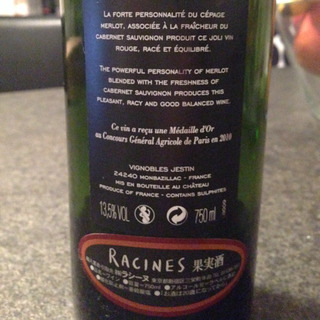 LA FORTE PERSONNALITÉ DU CÉPAGE
MERLOT, ASSOCIÉE À LA FRAÎCHEUR DU
CABERNET SAUVIGNON PRODUIT CE JOLI VIN
ROUGE, RACÉ ET ÉQUILIBRÉ.
THE POWERFUL PERSONALITY OF MERLOT
BLENDED WITH THE FRESHNESS OF
CABERNET SAUVIGNON PRODUCES THIS
PLEASANT, RACY AND GOOD BALANCED WINE.
Ce vin a reçu une Médaille d'Or
au Concours Général Agricole de Paris en 2010
VIGNOBLES JESTIN
24240 MONBAZILLAC - FRANCE
MIS EN BOUTEILLE AU CHÂTEAU
PRODUCE OF FRANCE - CONTAINS SULPHITES
13,5% VOL
750 ml
RACINES 果実酒